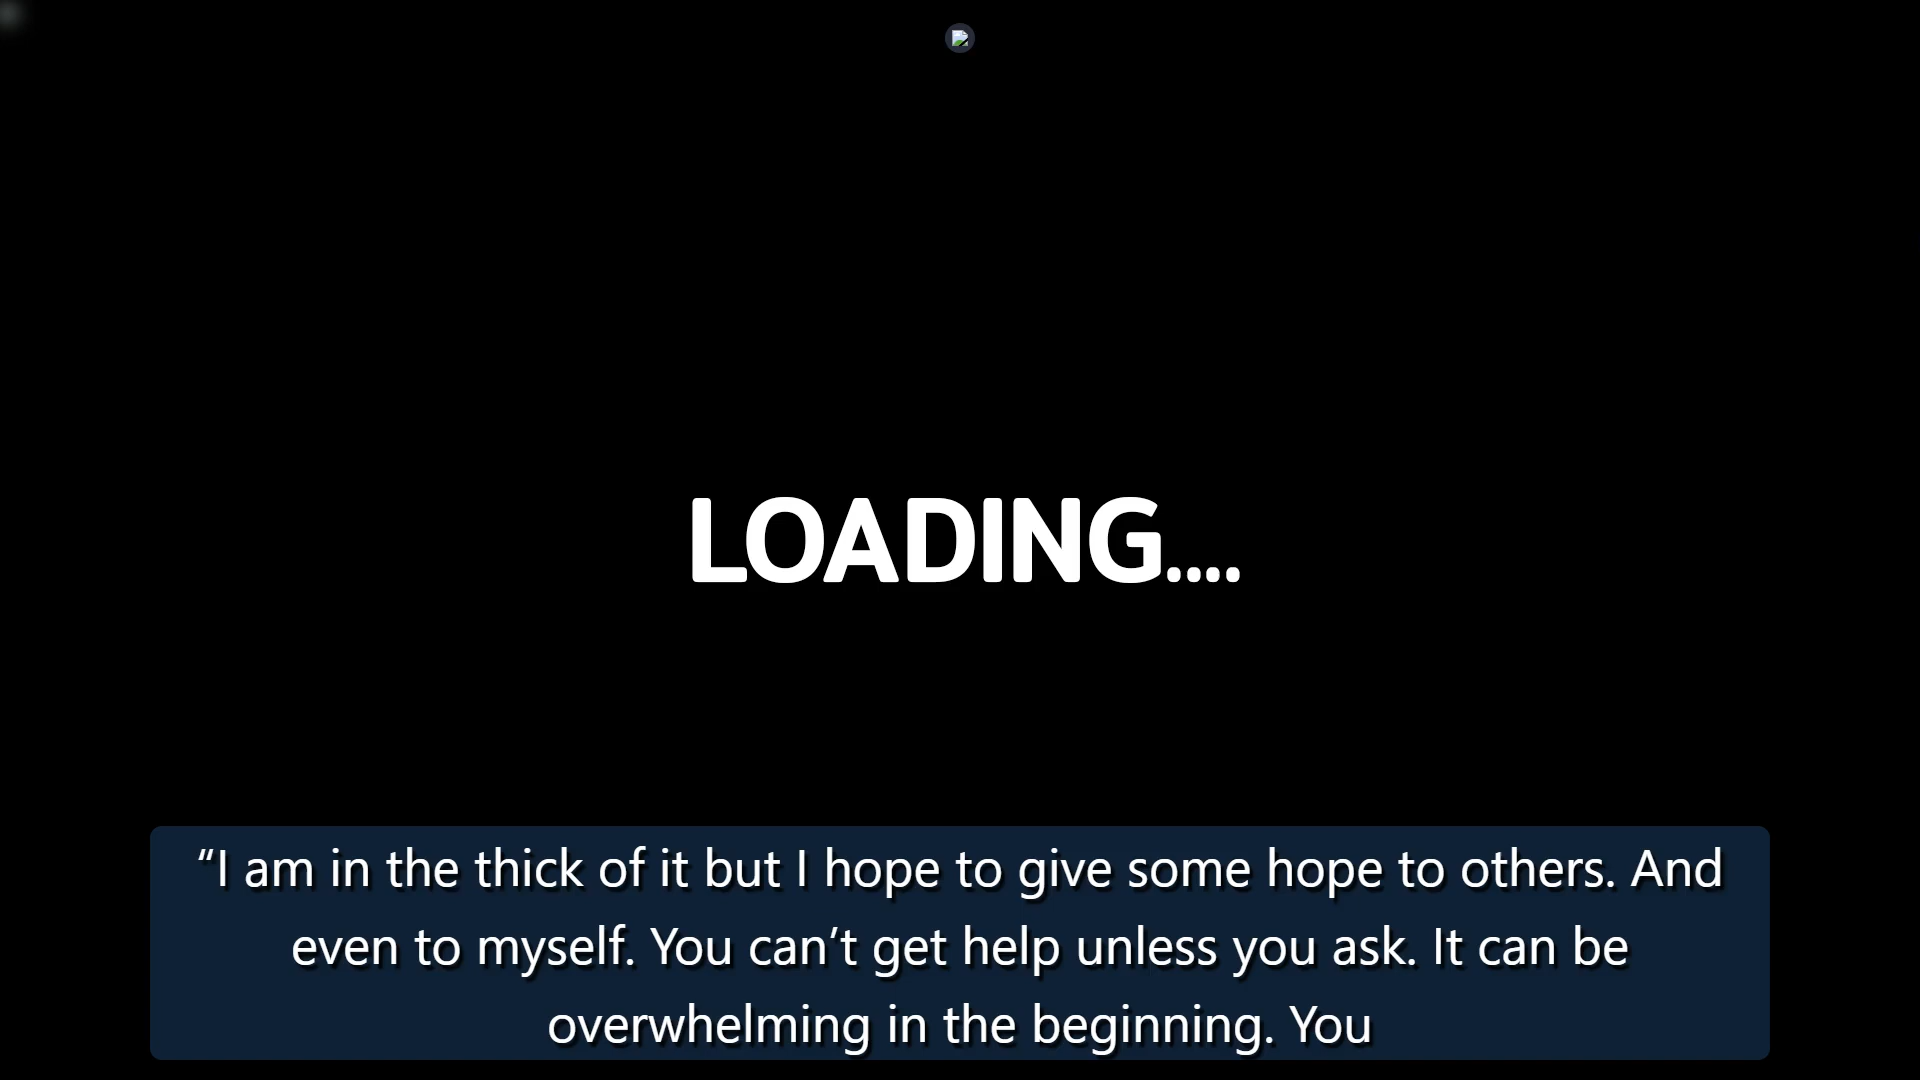 LOADING....
“I am in the thick of it but I hope to give some hope to others. And
even to myself. You can’t get help unless you ask. It can be
overwhelming in the beginning. You